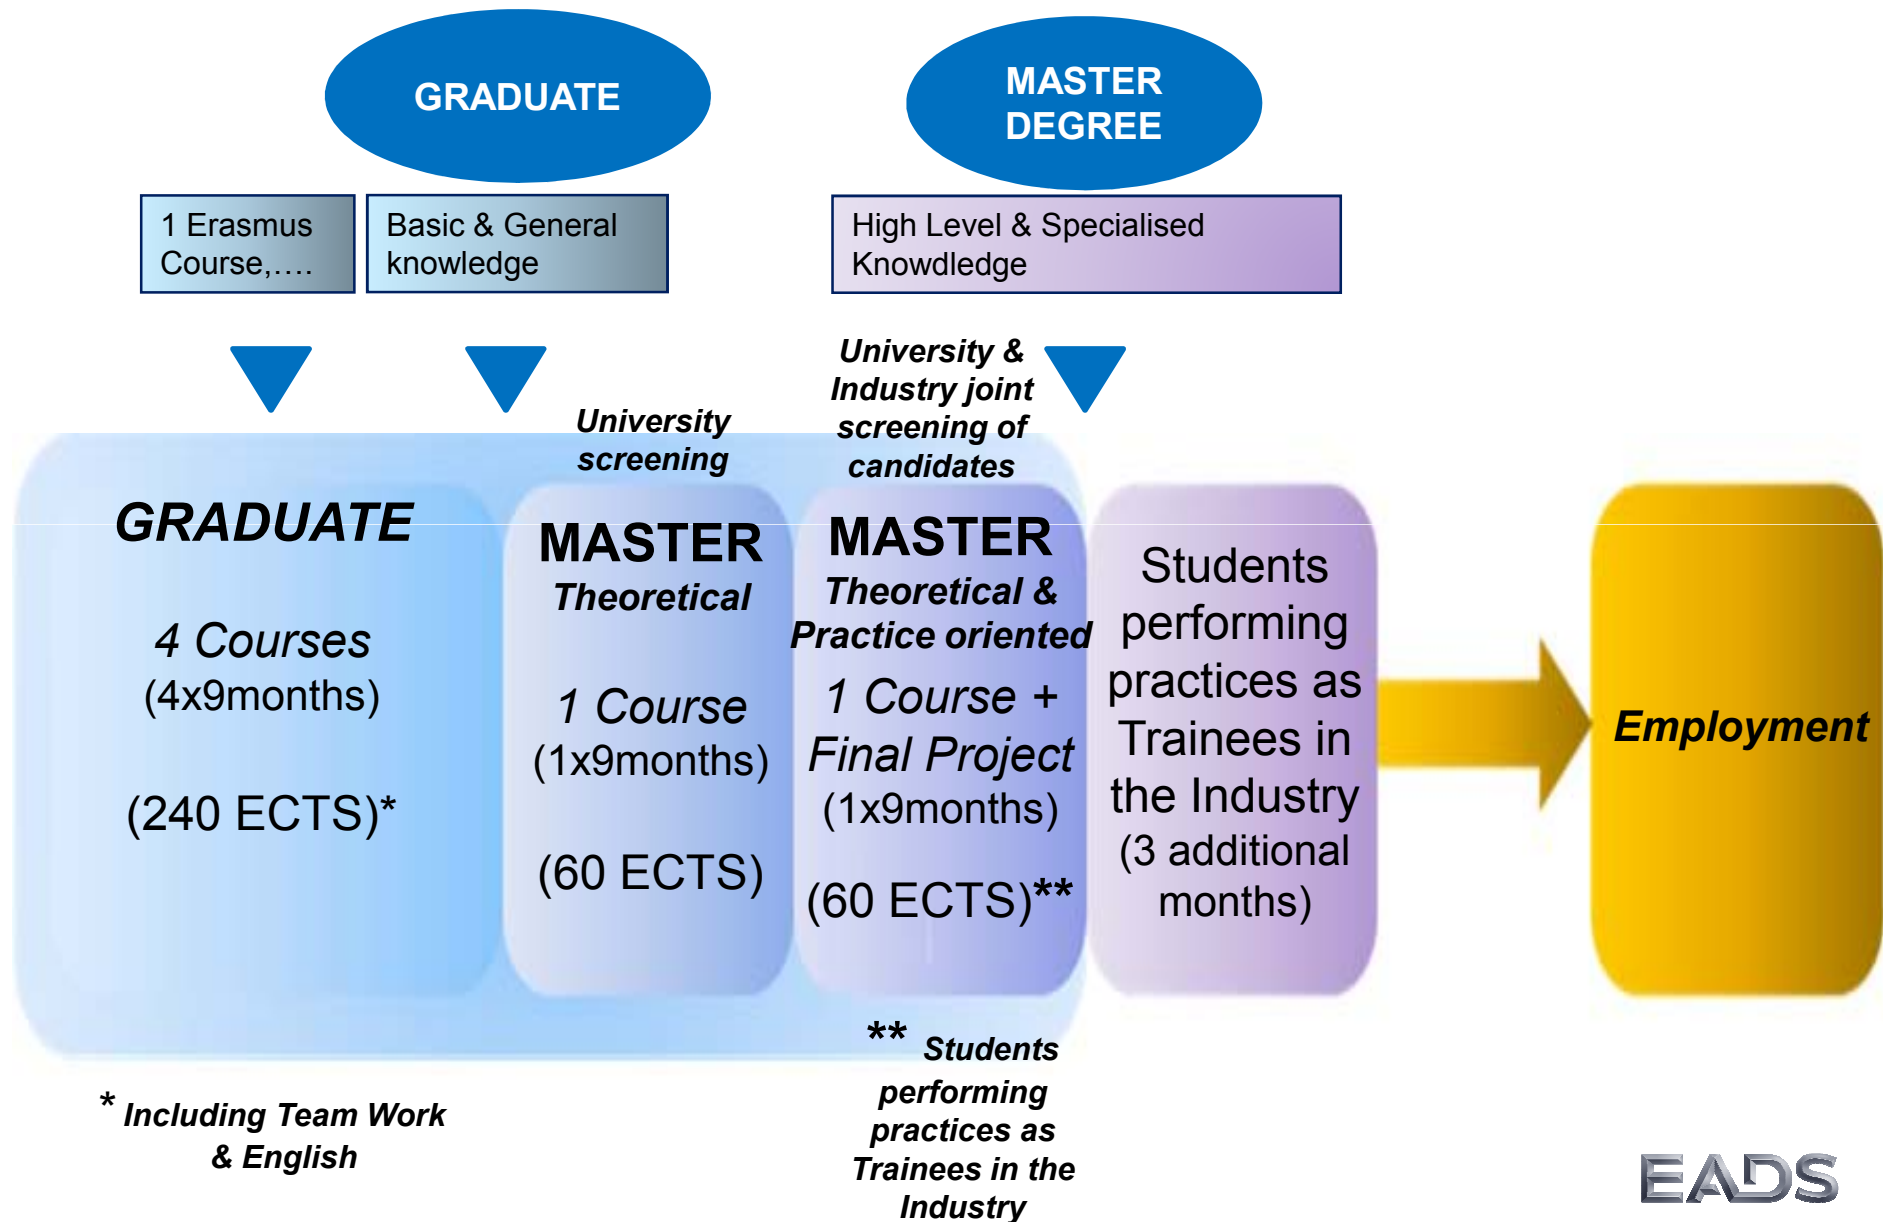 GRADUATE
MASTER
DEGREE
1 Erasmus
Course,....
Basic & General
knowledge
High Level & Specialised
Knowdledge
University
screening
University &
Industry joint
screening of
candidates
GRADUATE
4 Courses
(4x9months)
(240 ECTS)*
MASTER
Theoretical
1 Course
(1x9months)
(60 ECTS)
MASTER
Theoretical &
Practice oriented
1 Course +
Final Project
(1x9months)
(60 ECTS)**
Students
performing
practices as
Trainees in
the Industry
(3 additional
months)
Employment
* Including Team Work
& English
** Students
performing
practices as
Trainees in the
Industry
EADS